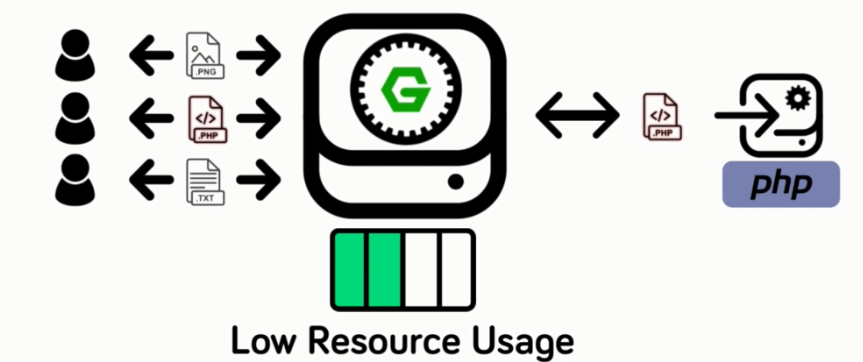 .PNG
</>
.PHP
.TXT
G
</>
.PHP
php
Low Resource Usage